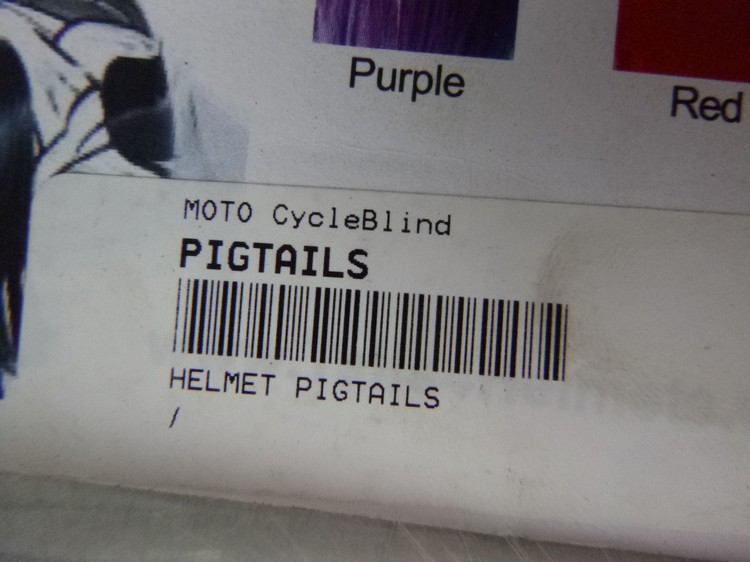 Purple
Red
MOTO CycleBlind
PIGTAILS
HELMET PIGTAILS
/